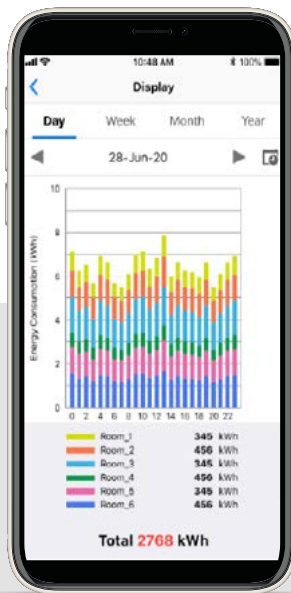 10:48 AM
100%
Display
Day Week Month Year
28-Jun-20
Energy Consumption (kWh)
10
8
6
4
2
0
0 2 4 6 8 10 12 14 16 18 20 22
Room_1 345 kWh
Room_2 456 kWh
Room_3 345 kWh
Room_4 456 kWh
Room_5 345 kWh
Room_6 456 kWh
Total 2768 kWh